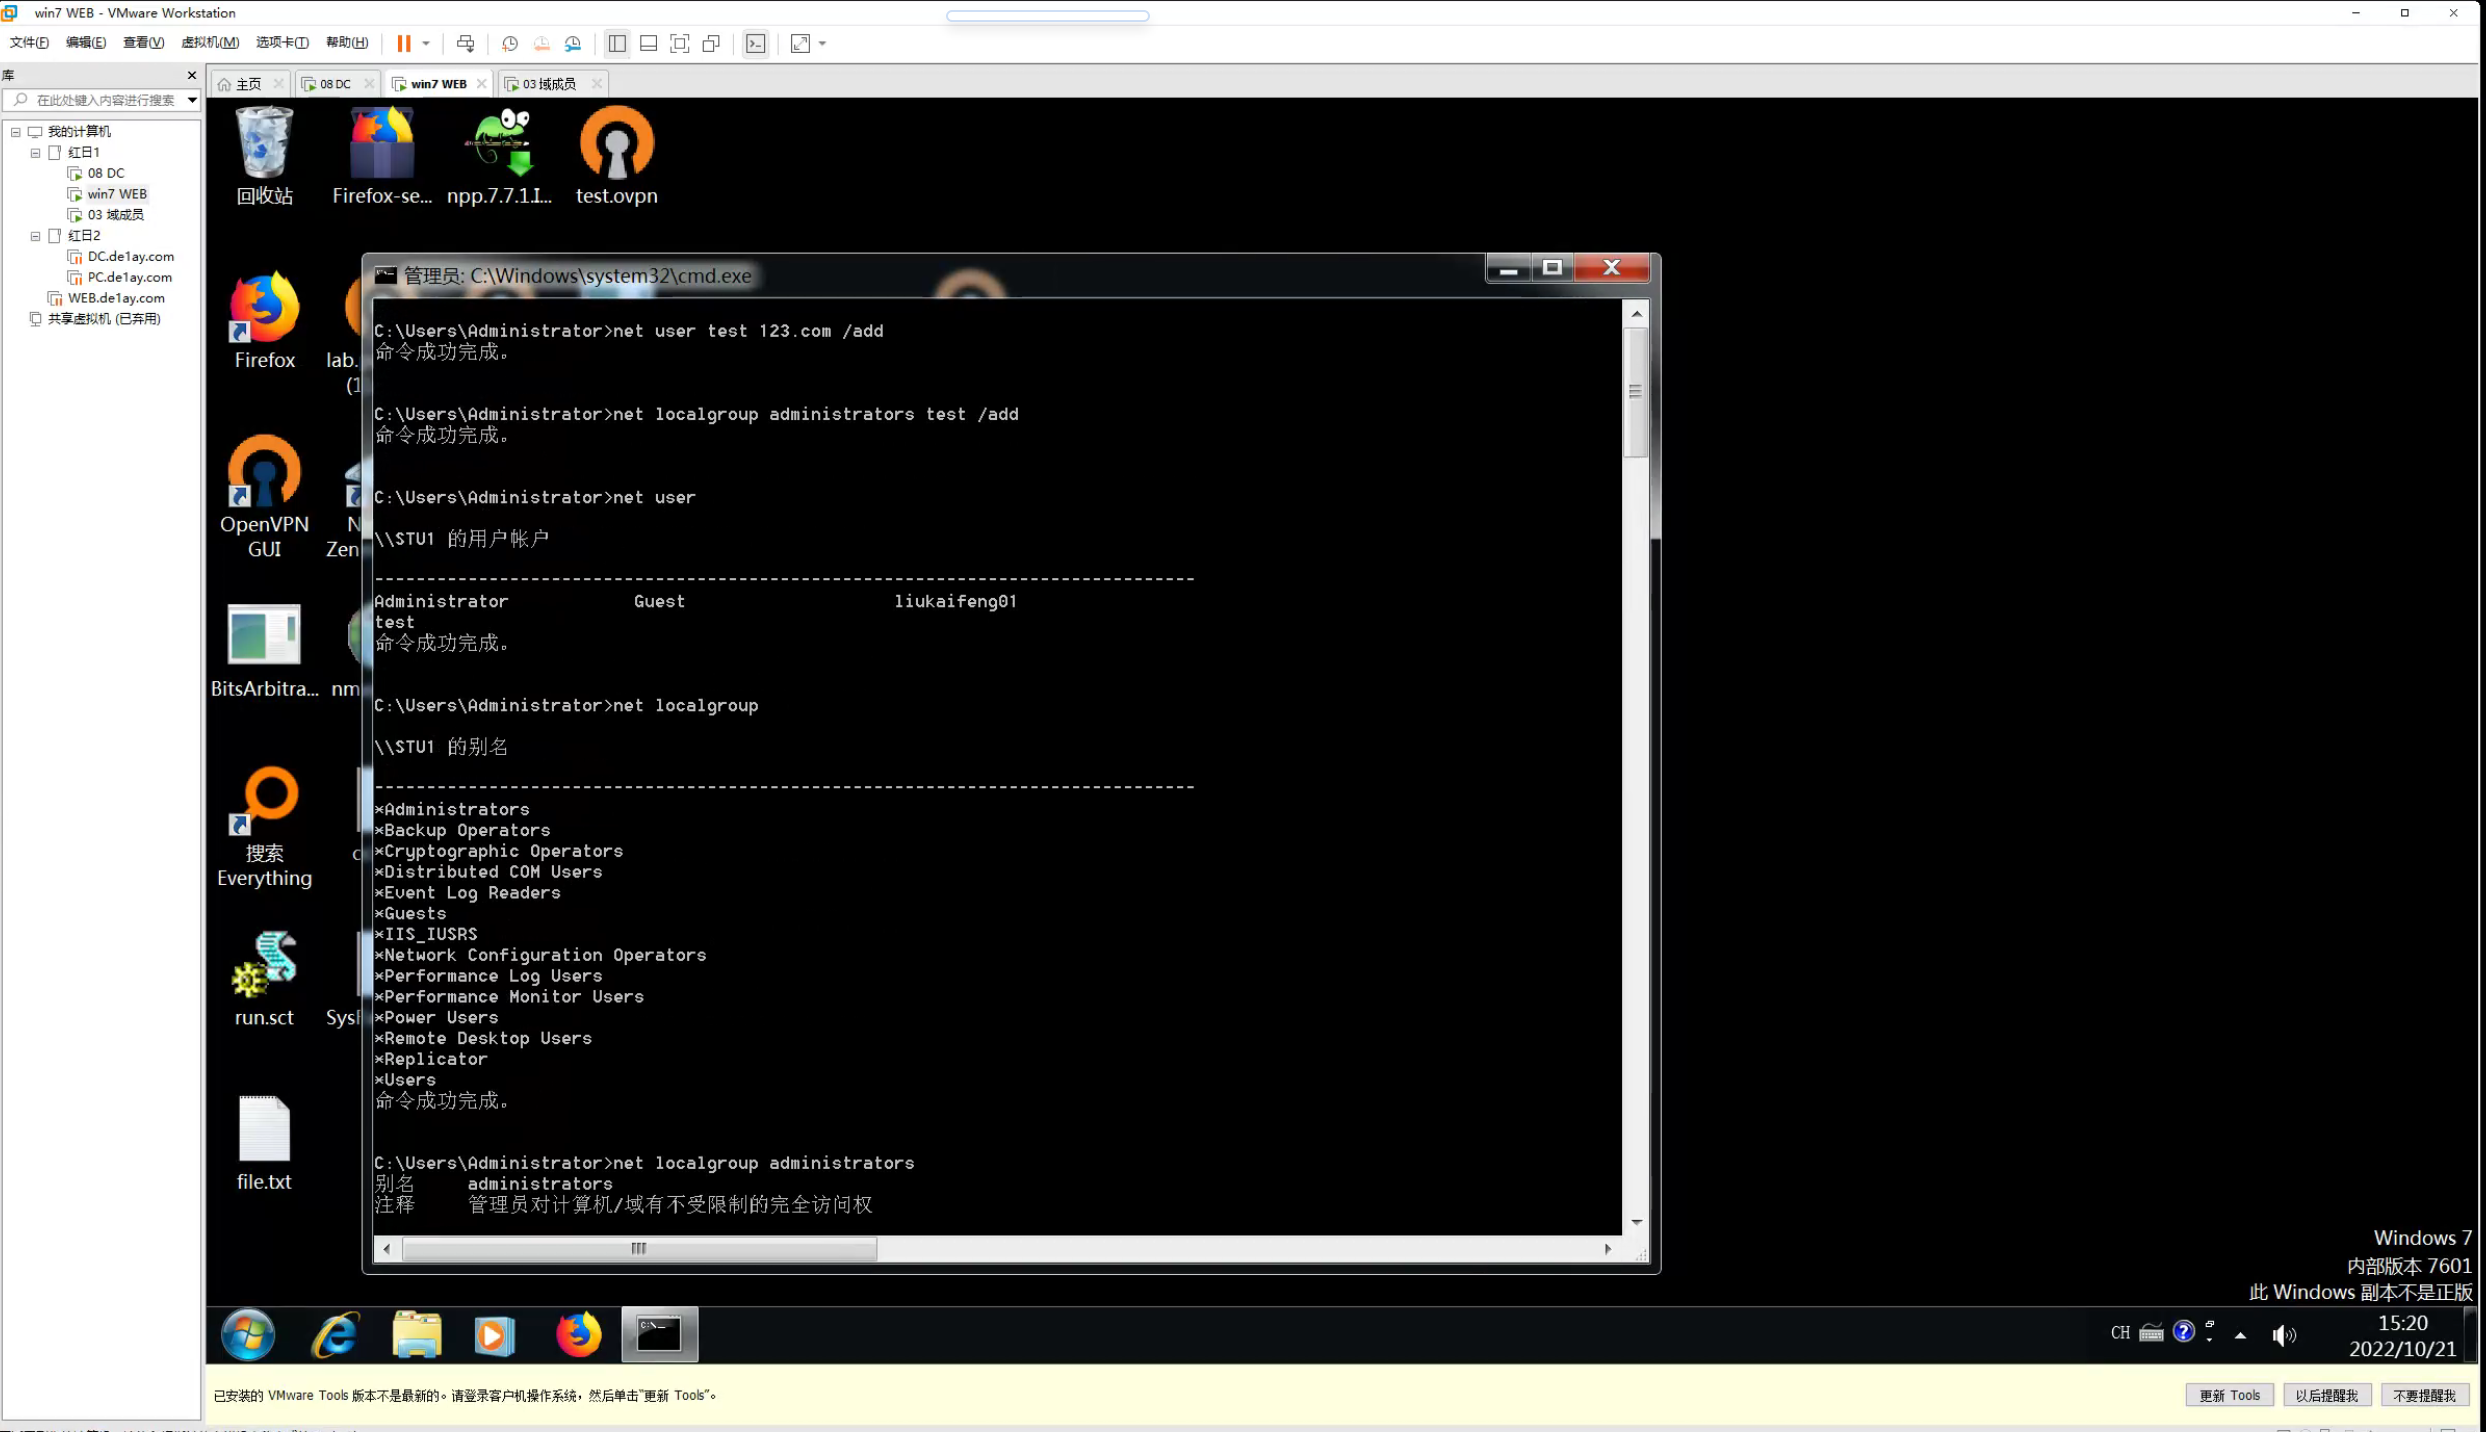 win7 WEB - VMware Workstation
文件(F) 编辑(E) 查看(V) 虚拟机(M) 选项卡(T) 帮助(H)
库
在此处键入内容进行搜索
我的计算机
红日1
08 DC
win7 WEB
03 域成员
红日2
DC.de1ay.com
PC.de1ay.com
WEB.de1ay.com
共享虚拟机 (已弃用)
主页 08 DC win7 WEB 03 域成员
回收站 Firefox-se... npp.7.7.1.I... test.ovpn
Firefox lab.
(1
OpenVPN GUI
N
Zen
BitsArbitra... nm
搜索 Everything
c
run.sct Sysl
file.txt
管理员: C:\Windows\system32\cmd.exe
C:\Users\Administrator>net user test 123.com /add
命令成功完成。
C:\Users\Administrator>net localgroup administrators test /add
命令成功完成。
C:\Users\Administrator>net user
\\STU1 的用户帐户
-------------------------------------------------------------------------------
Administrator Guest liukaifeng01
test
命令成功完成。
C:\Users\Administrator>net localgroup
\\STU1 的别名
-------------------------------------------------------------------------------
*Administrators
*Backup Operators
*Cryptographic Operators
*Distributed COM Users
*Event Log Readers
*Guests
*IIS_IUSRS
*Network Configuration Operators
*Performance Log Users
*Performance Monitor Users
*Power Users
*Remote Desktop Users
*Replicator
*Users
命令成功完成。
C:\Users\Administrator>net localgroup administrators
别名 administrators
注释 管理员对计算机/域有不受限制的完全访问权
Windows 7
内部版本 7601
此 Windows 副本不是正版
CH
15:20
2022/10/21
已安装的 VMware Tools 版本不是最新的。请登录客户机操作系统，然后单击“更新 Tools”。
更新 Tools 以后提醒我 不要提醒我